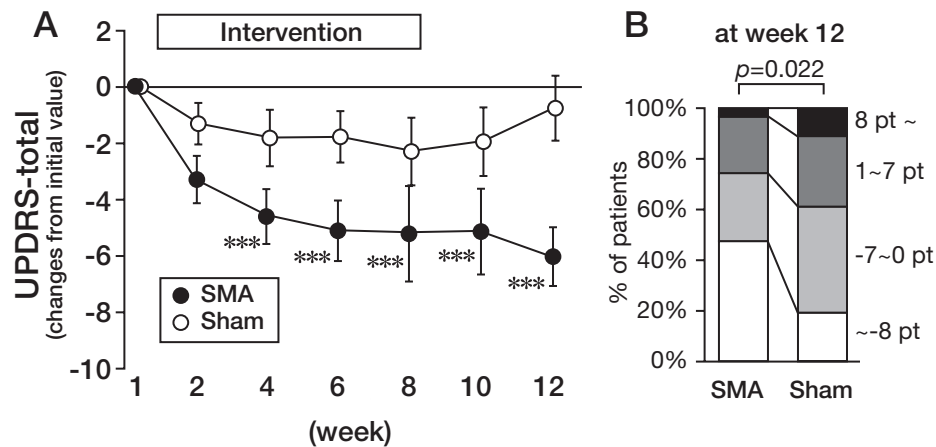 A
Intervention
UPDRS-total
(changes from initial value)
2
0
-2
-4
-6
-8
-10
***
***
***
***
***
SMA
Sham
1
2
4
6
8
10
12
(week)
B
at week 12
p=0.022
% of patients
100%
80%
60%
40%
20%
0%
8 pt ~
1~7 pt
-7~0 pt
~-8 pt
SMA
Sham